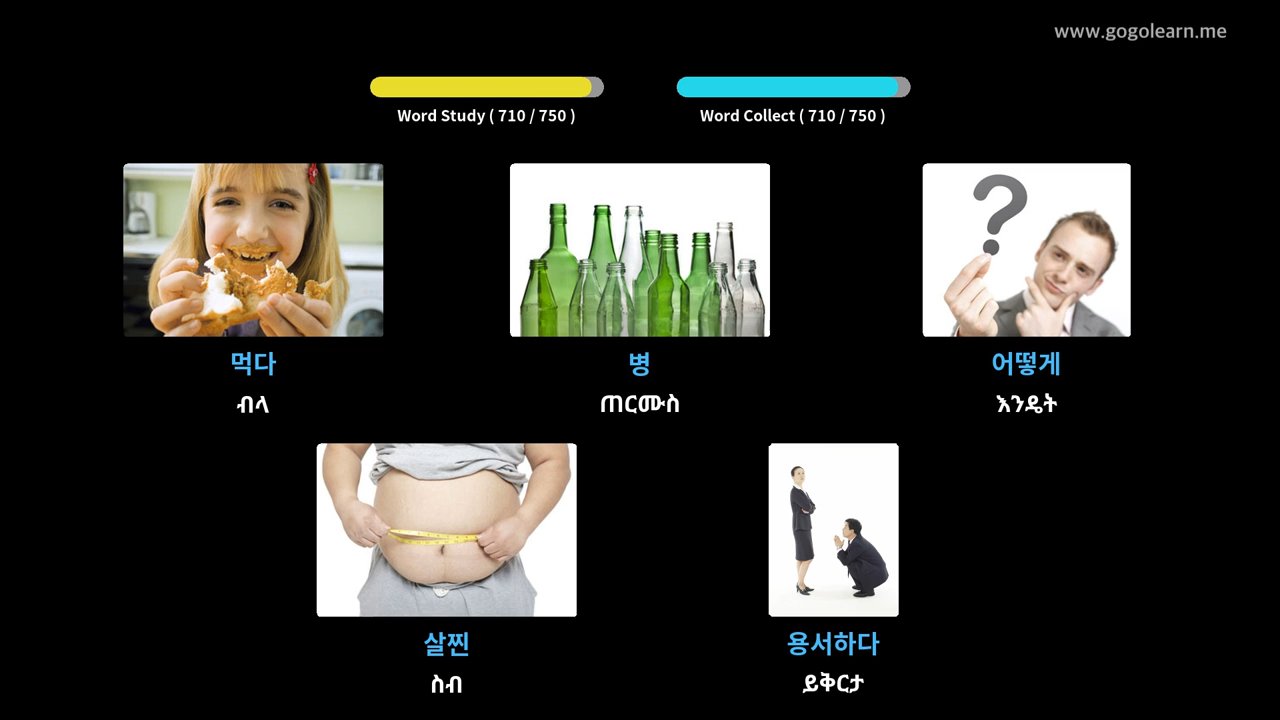 www.gogolearn.me
Word Study ( 710 / 750 )
Word Collect ( 710 / 750 )
먹다
ብላ
병
ጠርሙስ
어떻게
እንዴት
살찐
ስብ
용서하다
ይቅርታ